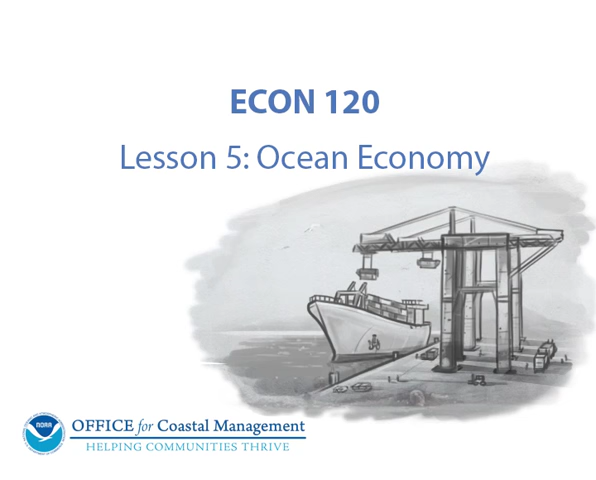 ECON 120
Lesson 5: Ocean Economy
NOAA
OFFICE for Coastal Management
HELPING COMMUNITIES THRIVE